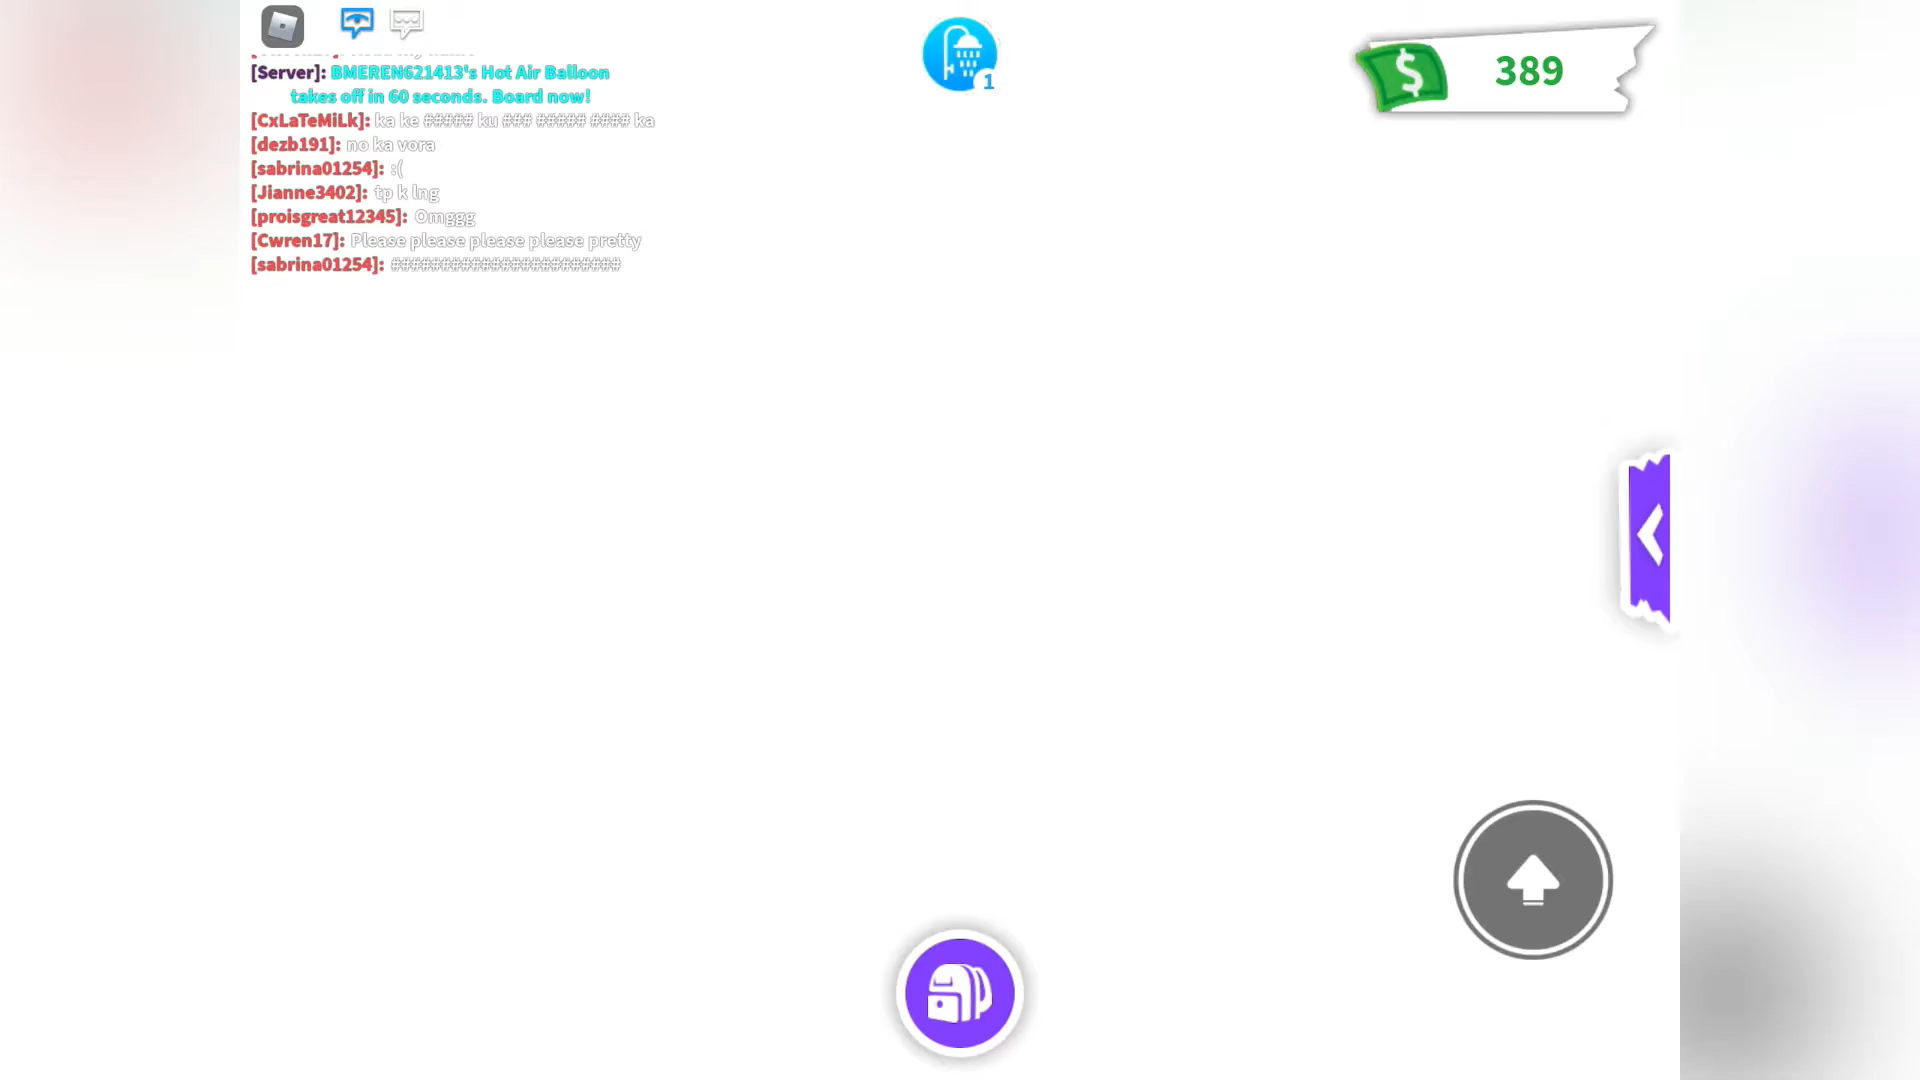 [Server]: BMEREN621413's Hot Air Balloon
takes off in 60 seconds. Board now!
[CxLaTeMiLk]: ka ke ##### ku ### ##### #### ka
[dezb191]: no ka vora
[sabrina01254]: :(
[Jianne3402]: tp k lng
[proisgreat12345]: Omggg
[Cwren17]: Please please please please pretty
[sabrina01254]: #######################
1
$ 389